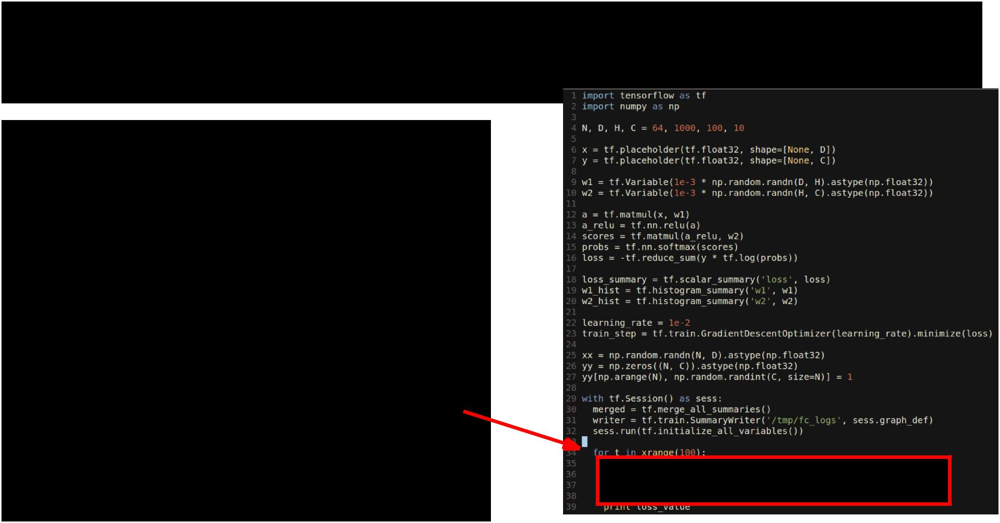 1 import tensorflow as tf
2 import numpy as np
3
4 N, D, H, C = 64, 1000, 100, 10
5
6 x = tf.placeholder(tf.float32, shape=[None, D])
7 y = tf.placeholder(tf.float32, shape=[None, C])
8
9 w1 = tf.Variable(1e-3 * np.random.randn(D, H).astype(np.float32))
10 w2 = tf.Variable(1e-3 * np.random.randn(H, C).astype(np.float32))
11
12 a = tf.matmul(x, w1)
13 a_relu = tf.nn.relu(a)
14 scores = tf.matmul(a_relu, w2)
15 probs = tf.nn.softmax(scores)
16 loss = -tf.reduce_sum(y * tf.log(probs))
17
18 loss_summary = tf.scalar_summary('loss', loss)
19 w1_hist = tf.histogram_summary('w1', w1)
20 w2_hist = tf.histogram_summary('w2', w2)
21
22 learning_rate = 1e-2
23 train_step = tf.train.GradientDescentOptimizer(learning_rate).minimize(loss)
24
25 xx = np.random.randn(N, D).astype(np.float32)
26 yy = np.zeros((N, C)).astype(np.float32)
27 yy[np.arange(N), np.random.randint(C, size=N)] = 1
28
29 with tf.Session() as sess:
30   merged = tf.merge_all_summaries()
31   writer = tf.train.SummaryWriter('/tmp/fc_logs', sess.graph_def)
32   sess.run(tf.initialize_all_variables())
34   for t in xrange(100):
35
36
37
38
39     print loss_value